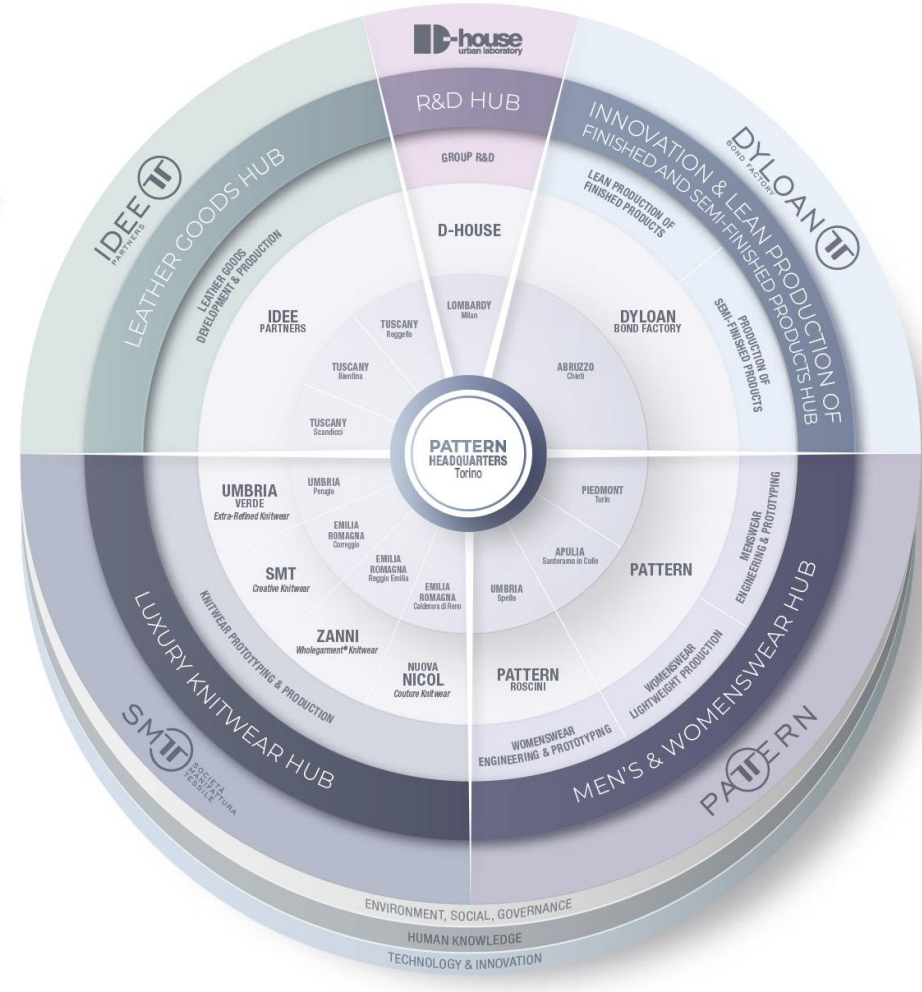 D-house
urban laboratory
R&D HUB
GROUP R&D
D-HOUSE
LOMBARDY
Milan
DYLOAN
BOND FACTORY
INNOVATION & LEAN PRODUCTION OF
FINISHED AND SEMI-FINISHED PRODUCTS HUB
LEAN PRODUCTION OF
FINISHED PRODUCTS
PRODUCTION OF
SEMI-FINISHED PRODUCTS
DYLOAN
BOND FACTORY
ABRUZZO
Chieti
PATTERN
MEN'S & WOMENSWEAR HUB
MENSWEAR
ENGINEERING & PROTOTYPING
WOMENSWEAR
LIGHTWEIGHT PRODUCTION
WOMENSWEAR
ENGINEERING & PROTOTYPING
PATTERN
PATTERN
ROSCINI
PIEDMONT
Turin
APULIA
Santeramo in Colle
UMBRIA
Spello
SMT
SOCIETÀ
MANIFATTURA
TESSILE
LUXURY KNITWEAR HUB
KNITWEAR PROTOTYPING & PRODUCTION
UMBRIA
VERDE
Extra-Refined Knitwear
SMT
Creative Knitwear
ZANNI
Wholegarment® Knitwear
NUOVA
NICOL
Couture Knitwear
UMBRIA
Perugia
EMILIA
ROMAGNA
Correggio
EMILIA
ROMAGNA
Reggio Emilia
EMILIA
ROMAGNA
Calderara di Reno
IDEE
PARTNERS
LEATHER GOODS HUB
LEATHER GOODS
DEVELOPMENT & PRODUCTION
IDEE
PARTNERS
TUSCANY
Reggello
TUSCANY
Bientina
TUSCANY
Scandicci
PATTERN
HEADQUARTERS
Torino
ENVIRONMENT, SOCIAL, GOVERNANCE
HUMAN KNOWLEDGE
TECHNOLOGY & INNOVATION